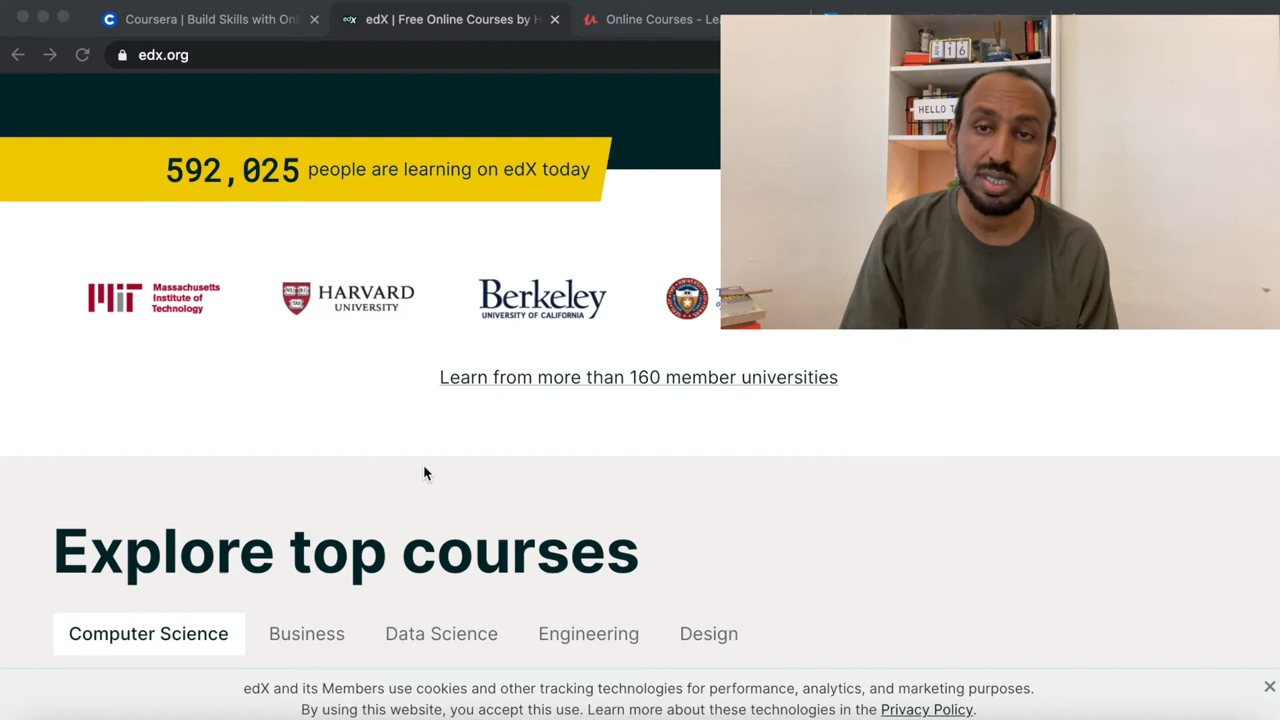 Coursera | Build Skills with Onl
edX | Free Online Courses by H
Online Courses - Lea
edx.org
592,025 people are learning on edX today
Massachusetts
Institute of
Technology
HARVARD
UNIVERSITY
Berkeley
UNIVERSITY OF CALIFORNIA
16
HELLO T
Learn from more than 160 member universities
Explore top courses
Computer Science
Business
Data Science
Engineering
Design
edX and its Members use cookies and other tracking technologies for performance, analytics, and marketing purposes.
By using this website, you accept this use. Learn more about these technologies in the Privacy Policy.